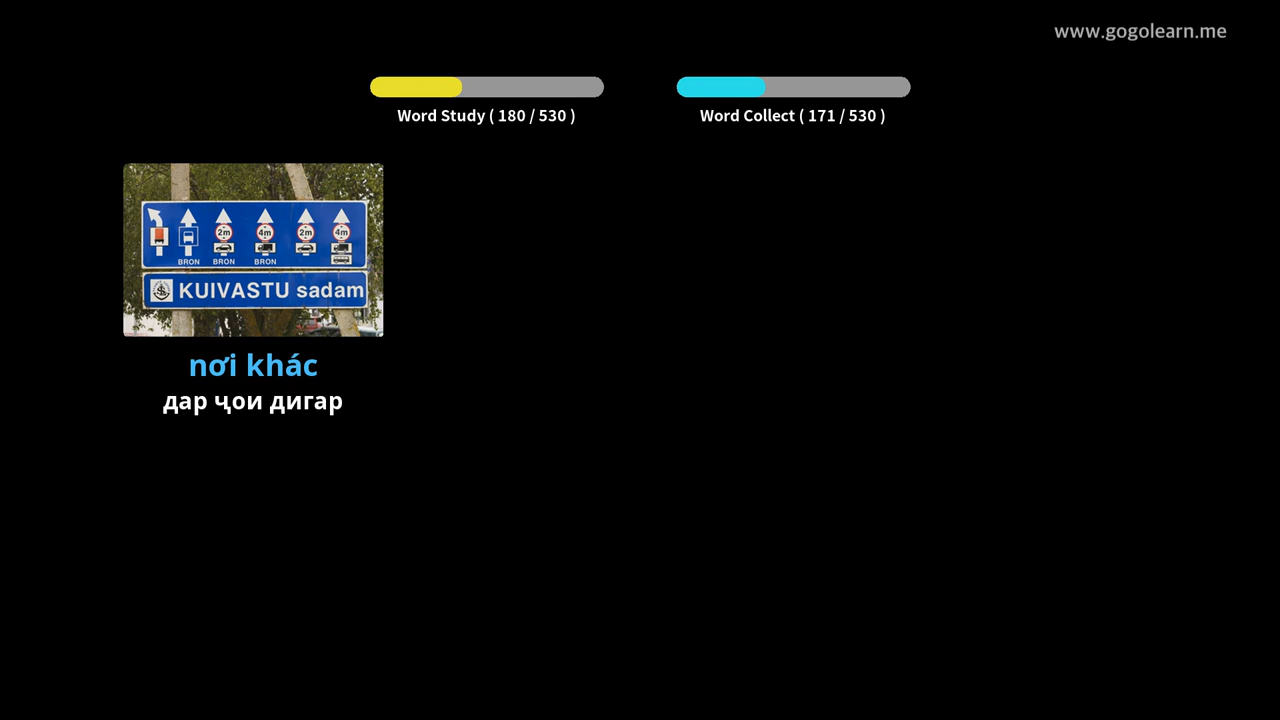 www.gogolearn.me
Word Study ( 180 / 530 )
Word Collect ( 171 / 530 )
2m 4m 2m 4m
BRON BRON BRON
KUIVASTU sadam
nơi khác
дар ҷои дигар